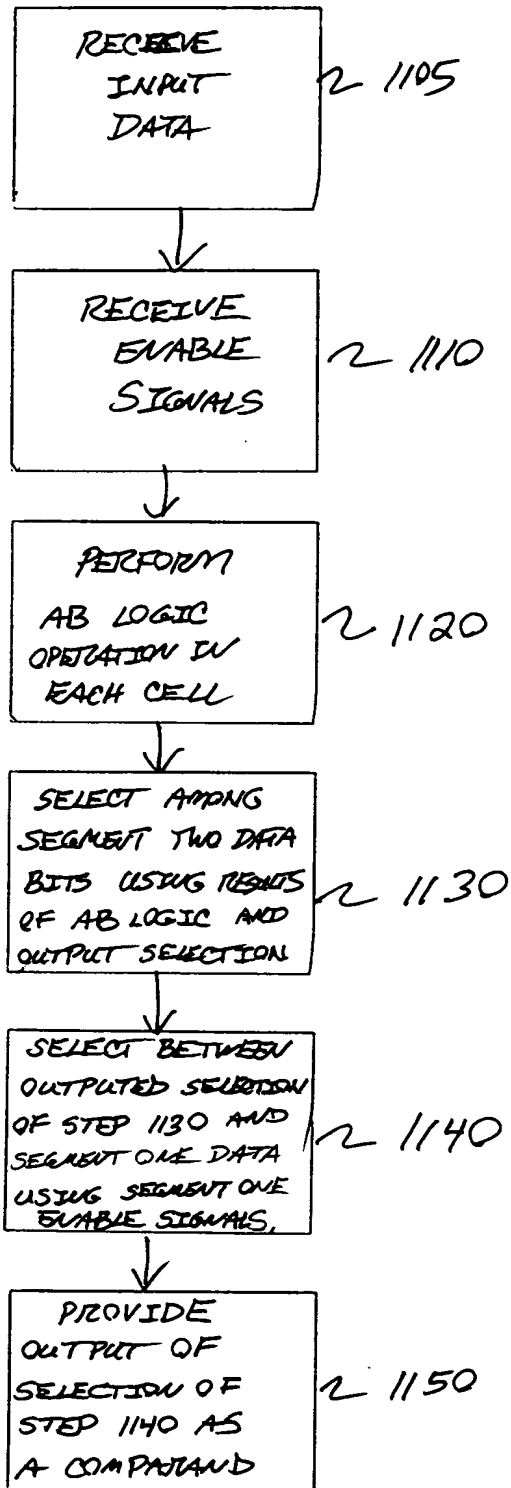 RECEIVE
INPUT
DATA
1105
RECEIVE
ENABLE
SIGNALS
1110
PERFORM
AB LOGIC
OPERATION IN
EACH CELL
1120
SELECT AMONG
SEGMENT TWO DATA
BITS USING RESULTS
OF AB LOGIC AND
OUTPUT SELECTION
1130
SELECT BETWEEN
OUTPUTED SELECTION
OF STEP 1130 AND
SEGMENT ONE DATA
USING SEGMENT ONE
ENABLE SIGNALS.
1140
PROVIDE
OUTPUT OF
SELECTION OF
STEP 1140 AS
A COMPARAND
1150